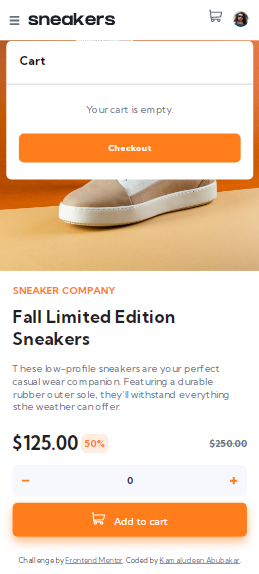 sneakers
Cart
Your cart is empty.
Checkout
SNEAKER COMPANY
Fall Limited Edition
Sneakers
These low-profile sneakers are your perfect
casual wear companion. Featuring a durable
rubber outer sole, they'll withstand everything
sthe weather can offer.
$125.00 50% $250.00
− 0 +
Add to cart
Challenge by Frontend Mentor. Coded by Kamaludeen Abubakar.